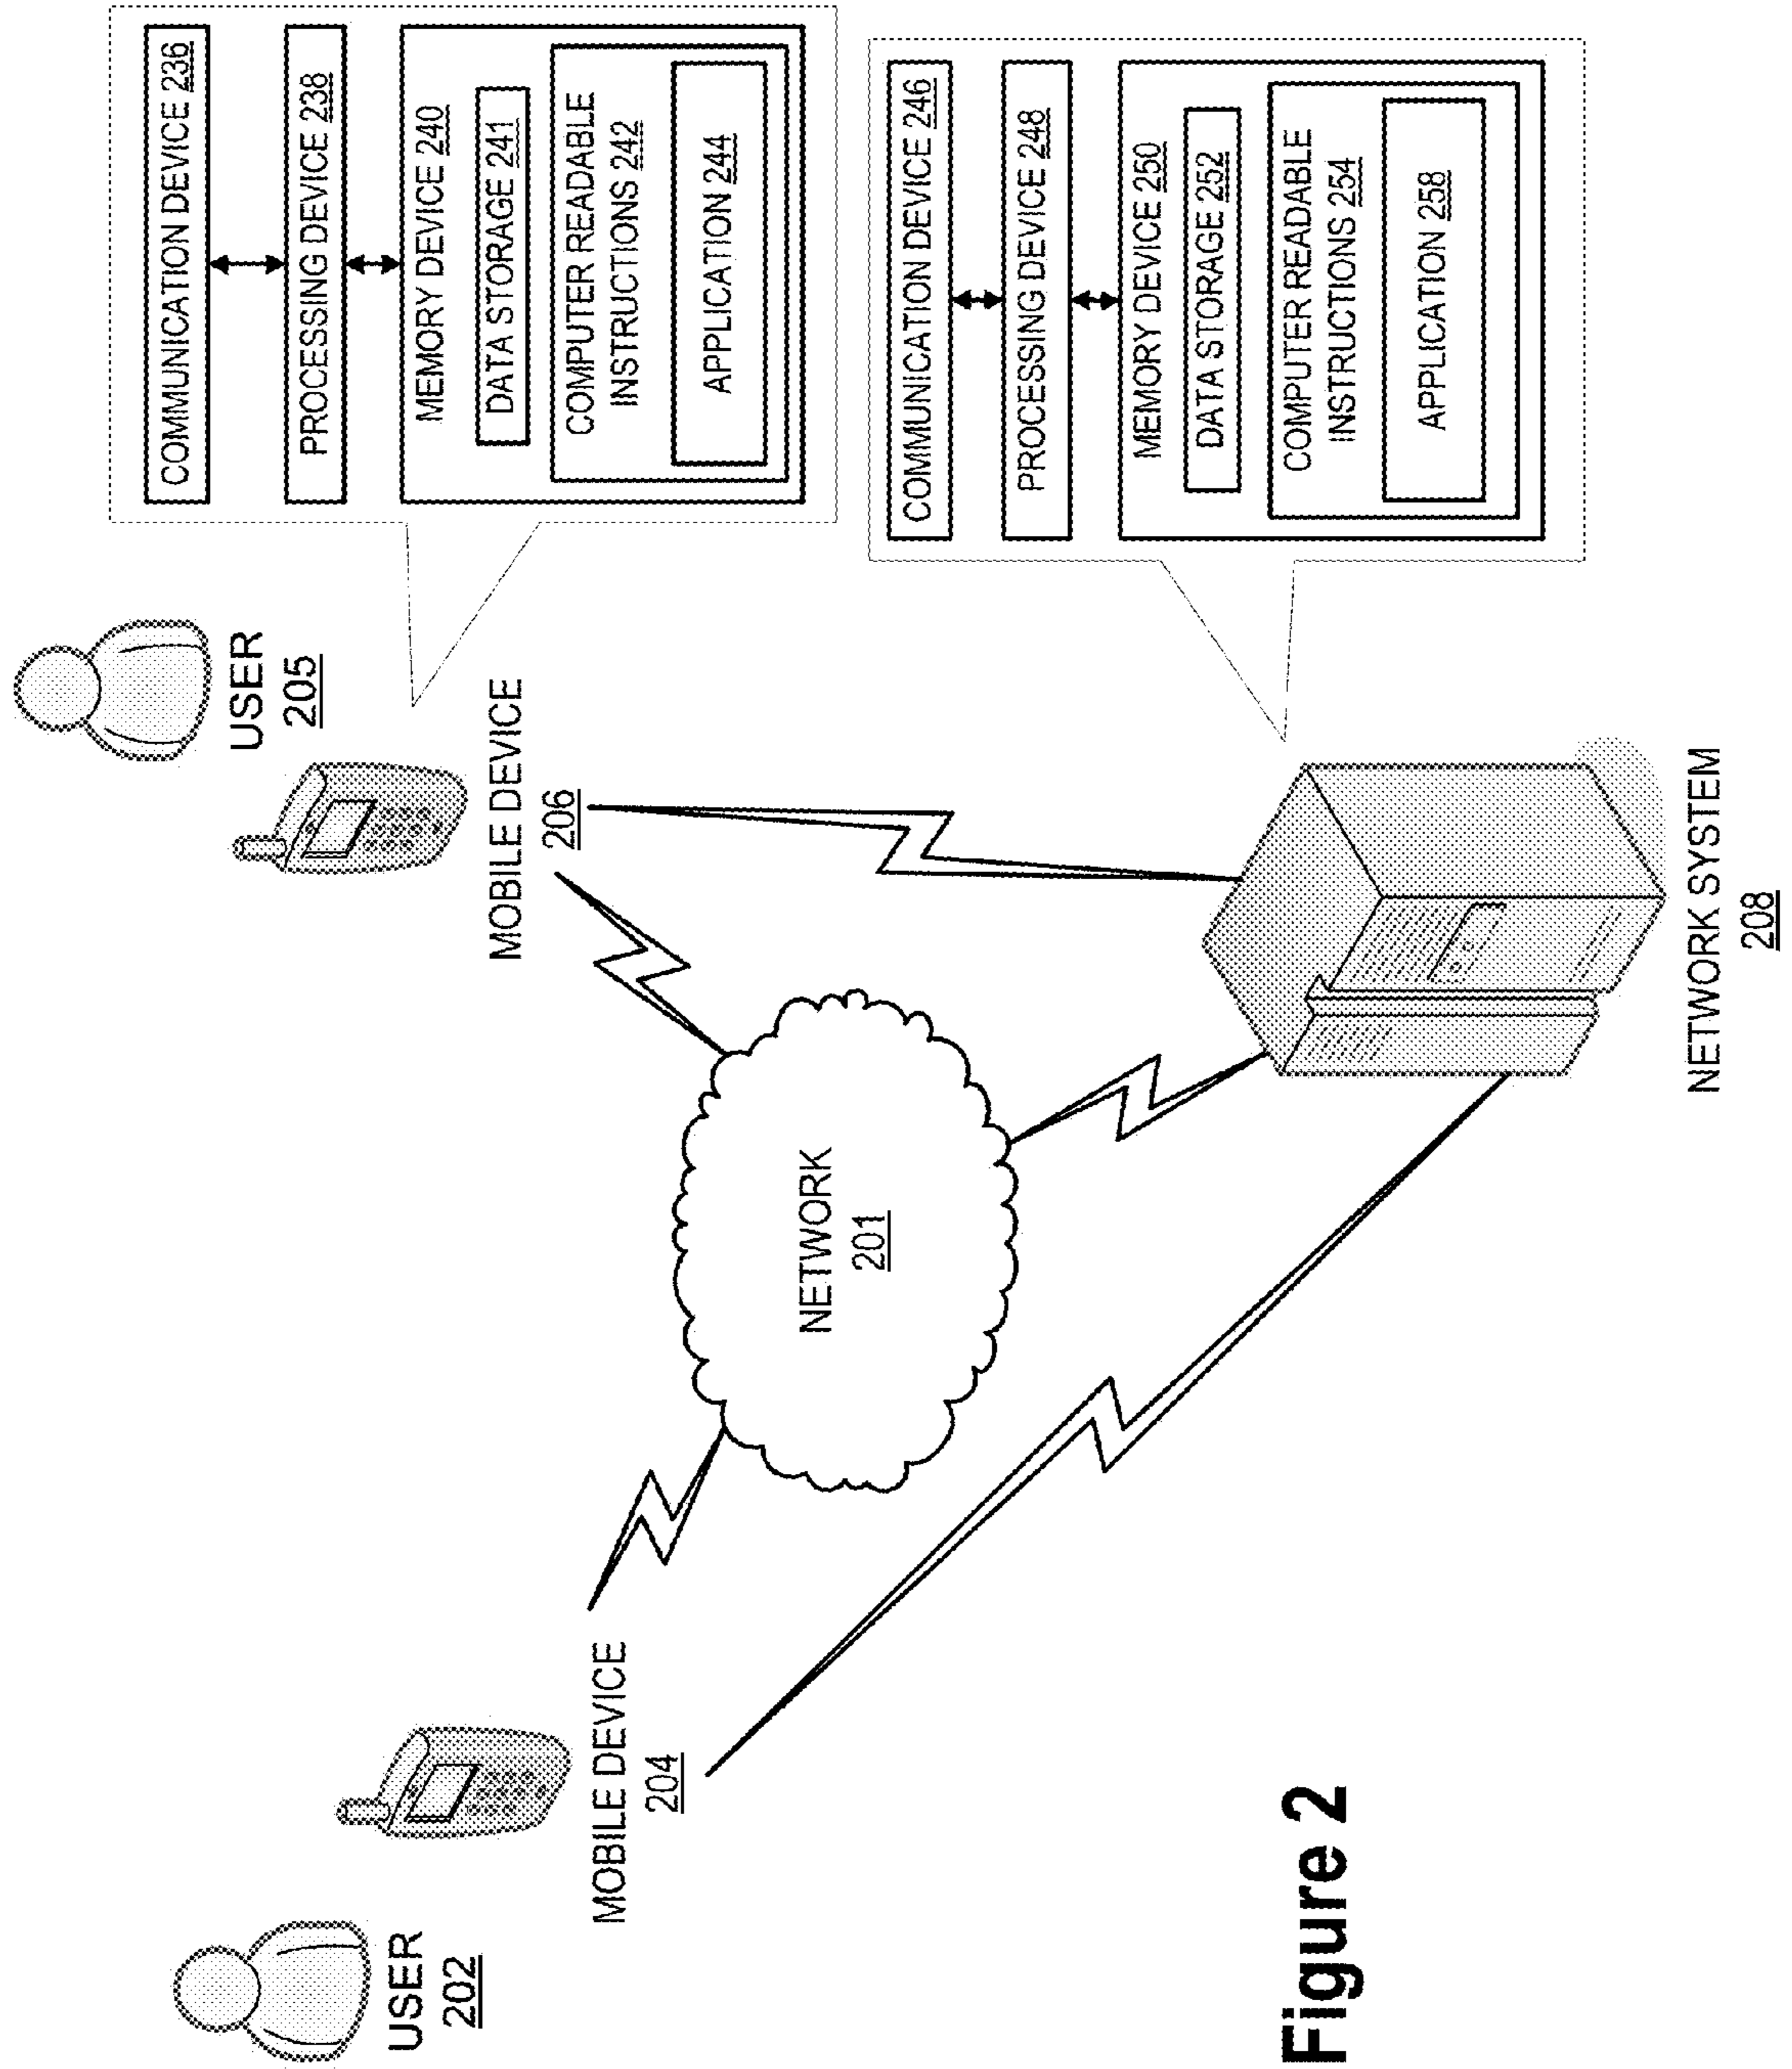 USER
202
MOBILE DEVICE
204
USER
205
MOBILE DEVICE
206
NETWORK
201
NETWORK SYSTEM
208
COMMUNICATION DEVICE 236
PROCESSING DEVICE 238
MEMORY DEVICE 240
DATA STORAGE 241
COMPUTER READABLE
INSTRUCTIONS 242
APPLICATION 244
COMMUNICATION DEVICE 246
PROCESSING DEVICE 248
MEMORY DEVICE 250
DATA STORAGE 252
COMPUTER READABLE
INSTRUCTIONS 254
APPLICATION 258
Figure 2